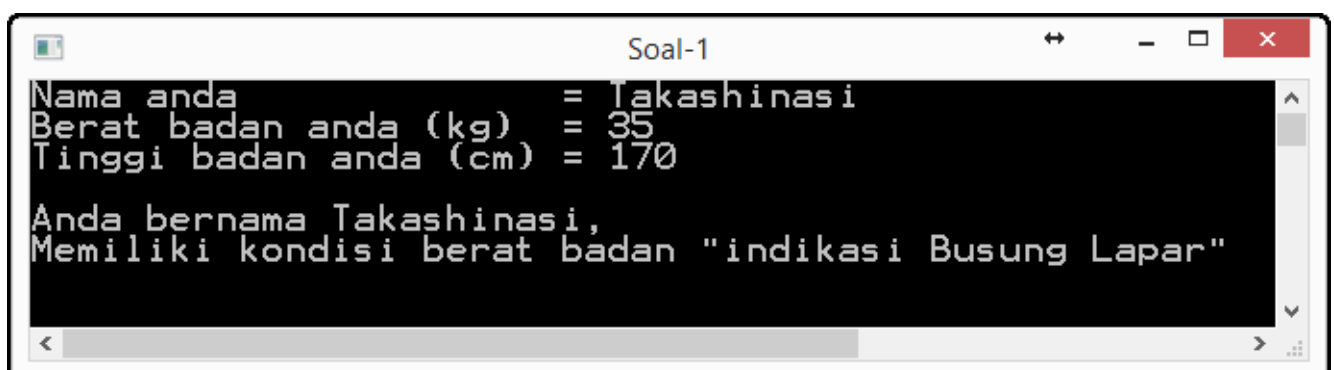 Soal-1
Nama anda                = Takashinasi
Berat badan anda (kg)  = 35
Tinggi badan anda (cm) = 170
Anda bernama Takashinasi,
Memiliki kondisi berat badan "indikasi Busung Lapar"